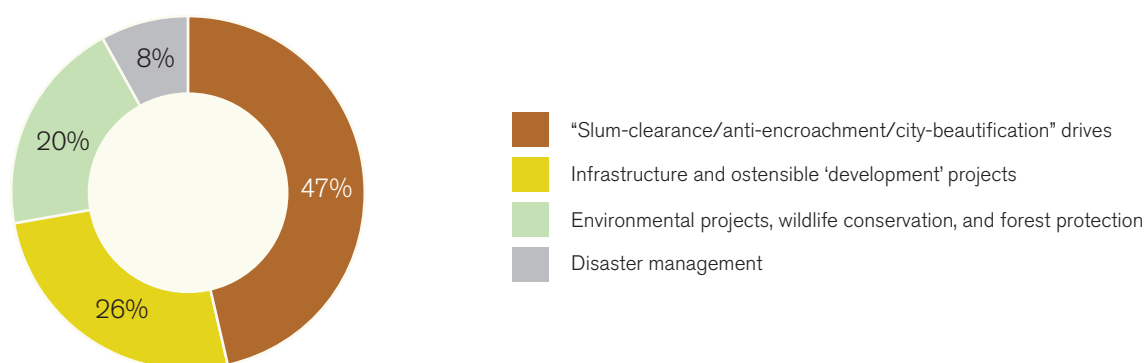 8%
20%
47%
26%
“Slum-clearance/anti-encroachment/city-beautification” drives
Infrastructure and ostensible ‘development’ projects
Environmental projects, wildlife conservation, and forest protection
Disaster management